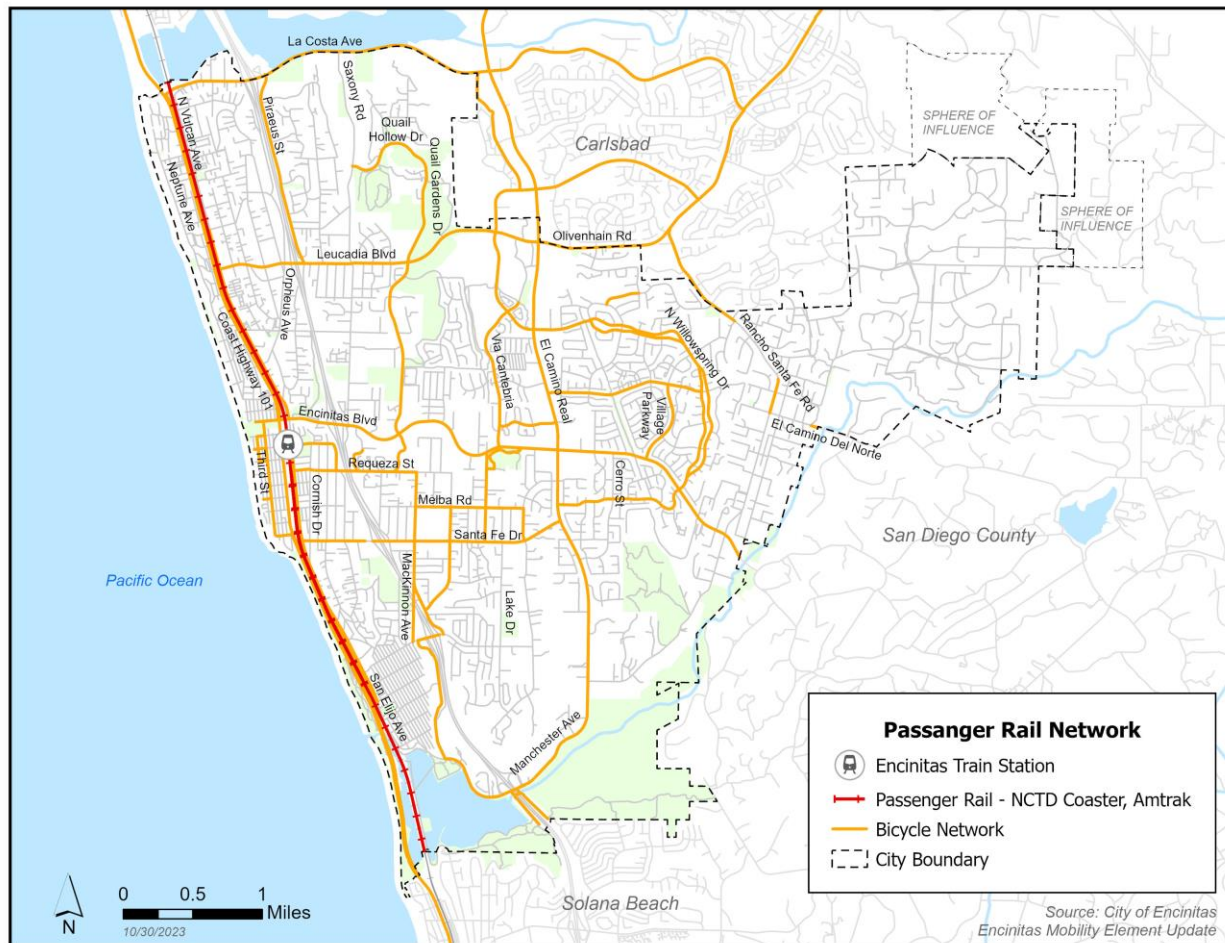 La Costa Ave
Saxony Rd
N Vulcan Ave
Piraeus St
Quail
Hollow Dr
Quail Gardens Dr
Carlsbad
SPHERE OF
INFLUENCE
SPHERE OF
INFLUENCE
Neptune Ave
Leucadia Blvd
Olivenhain Rd
Orpheus Ave
Coast Highway 101
Via Cantebria
El Camino Real
N Willowspring Dr
Rancho Santa Fe Rd
Encinitas Blvd
Village
Parkway
El Camino Del Norte
Third St
Requeza St
Cornish Dr
Melba Rd
Cerro St
Santa Fe Dr
San Diego County
Pacific Ocean
MacKinnon Ave
Lake Dr
San Elijo Ave
Manchester Ave
Solana Beach
Passanger Rail Network
Encinitas Train Station
Passenger Rail - NCTD Coaster, Amtrak
Bicycle Network
City Boundary
N
0 0.5 1
Miles
10/30/2023
Source: City of Encinitas
Encinitas Mobility Element Update